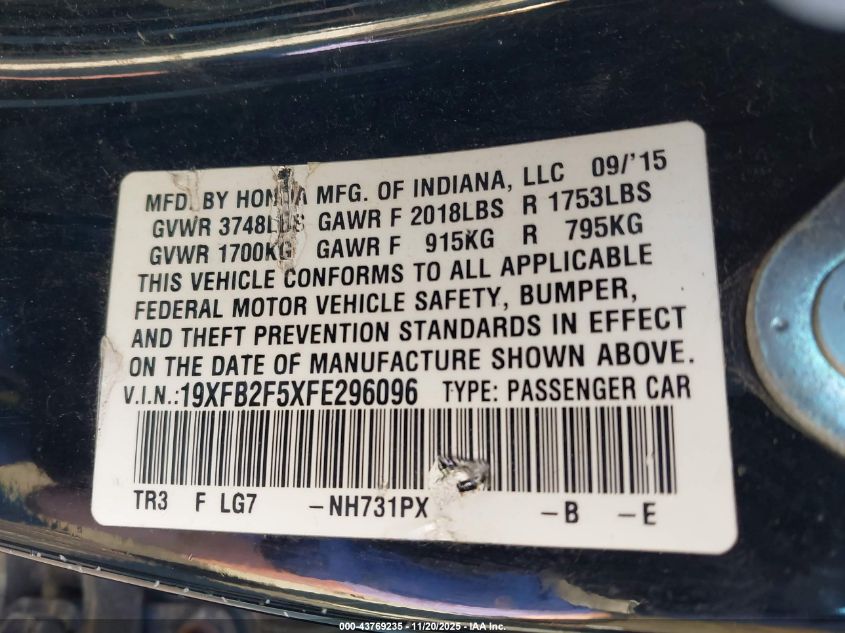 MFD. BY HONDA MFG. OF INDIANA, LLC 09/'15
GVWR 3748LBS GAWR F 2018LBS R 1753LBS
GVWR 1700KG GAWR F 915KG R 795KG
THIS VEHICLE CONFORMS TO ALL APPLICABLE
FEDERAL MOTOR VEHICLE SAFETY, BUMPER,
AND THEFT PREVENTION STANDARDS IN EFFECT
ON THE DATE OF MANUFACTURE SHOWN ABOVE.
V.I.N.:19XFB2F5XFE296096 TYPE: PASSENGER CAR
TR3 F LG7 -NH731PX -B -E
000-43769235 - 11/20/2025 - IAA Inc.